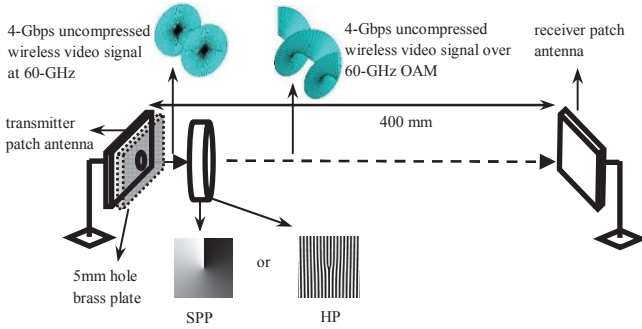 4-Gbps uncompressed
wireless video signal
at 60-GHz
4-Gbps uncompressed
wireless video signal over
60-GHz OAM
receiver patch
antenna
transmitter
patch antenna
400 mm
5mm hole
brass plate
or
SPP
HP